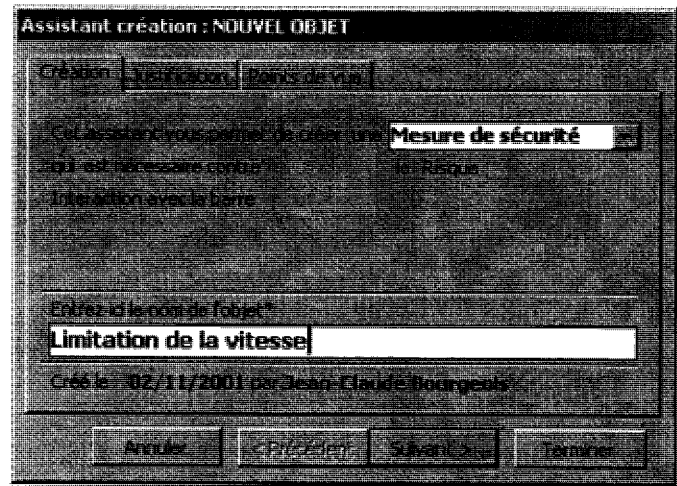 Assistant création : NOUVEL OBJET
Création Justification Points de vue
Cet assistant vous permet de créer une Mesure de sécurité
qui est nécessaire contre le Risque
Interaction avec la barre
Entrez ici le nom de l'objet*
Limitation de la vitesse
Créé le 02/11/2001 par Jean-Claude Bourgeois
Annuler < Précédent Suivant > Terminer